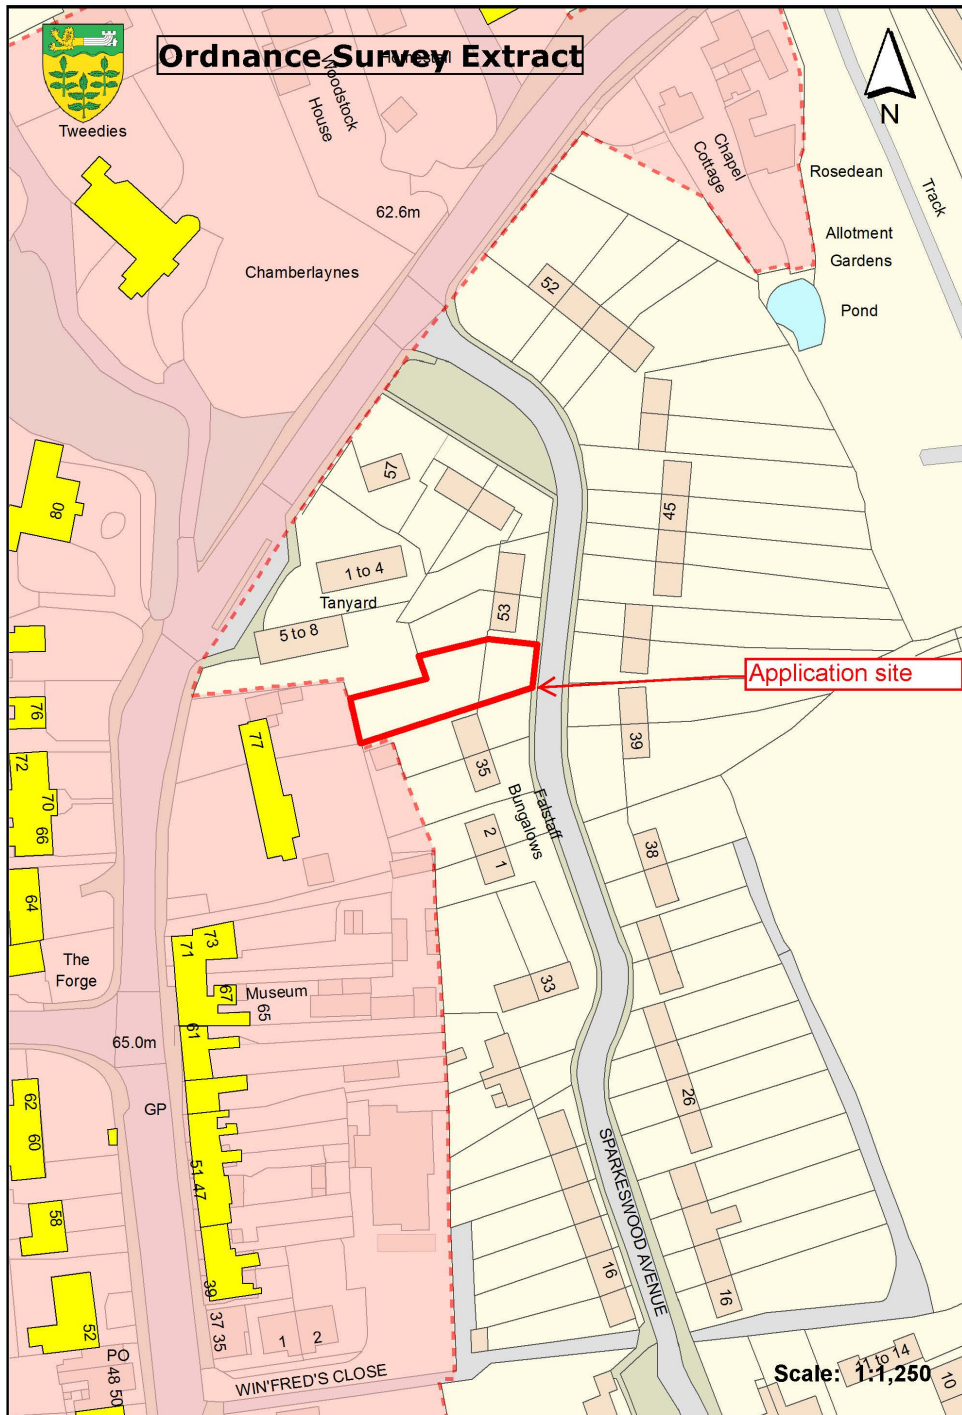 Ordnance Survey Extract
Homestall
Woodstock
House
Tweedies
N
Chapel
Cottage
Rosedean
Track
62.6m
Allotment
Gardens
Chamberlaynes
Pond
52
57
80
45
1 to 4
Tanyard
53
5 to 8
Application site
76
77
39
72
35
70
66
Falstaff
Bungalows
2
1
38
64
73
71
The
Forge
33
67
Museum
65
61
65.0m
62
GP
26
60
51
47
SPARKESWOOD AVENUE
58
16
39
16
37
35
52
1
2
PO
48
50
WIN'FRED'S CLOSE
11 to 14
Scale: 1:1,250
10